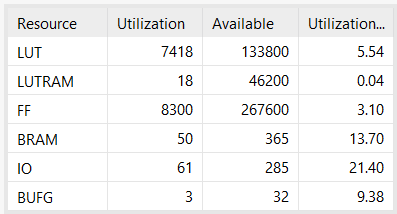 Resource Utilization Available Utilization...
LUT 7418 133800 5.54
LUTRAM 18 46200 0.04
FF 8300 267600 3.10
BRAM 50 365 13.70
IO 61 285 21.40
BUFG 3 32 9.38